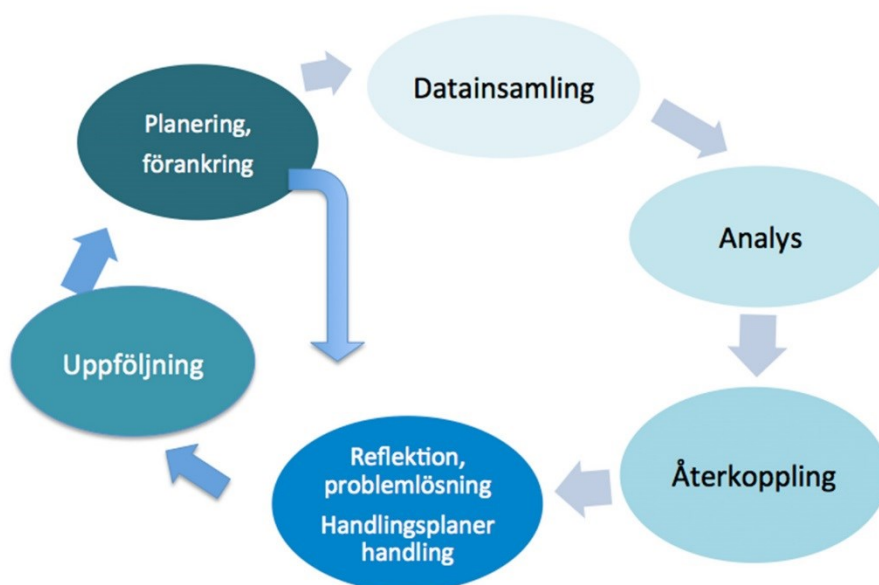 Planering,
förankring
Datainsamling
Analys
Återkoppling
Reflektion,
problemlösning
Handlingsplaner
handling
Uppföljning